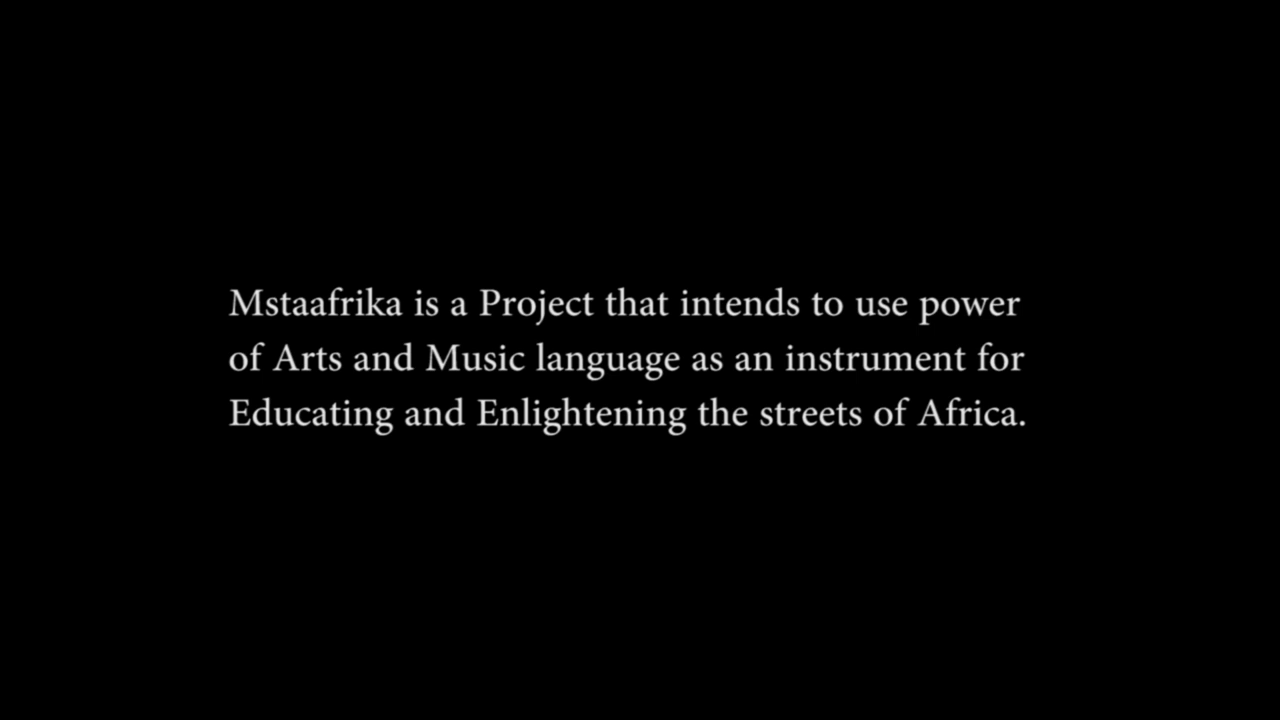 Mstaafrika is a Project that intends to use power
of Arts and Music language as an instrument for
Educating and Enlightening the streets of Africa.